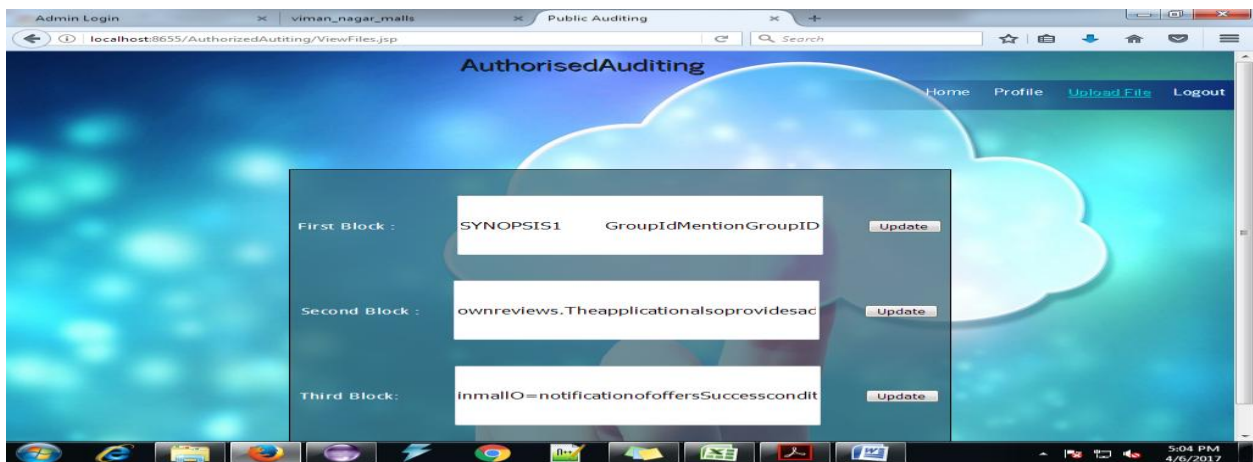 Admin Login viman_nagar_malls Public Auditing
localhost:8655/AuthorizedAutiting/ViewFiles.jsp Search
AuthorisedAuditing
Home Profile Upload File Logout
First Block : SYNOPSIS1 GroupIdMentionGroupID Update
Second Block : ownreviews.Theapplicationalsoprovidesad Update
Third Block: inmallO=notificationofoffersSuccesscondit Update
5:04 PM
4/6/2017